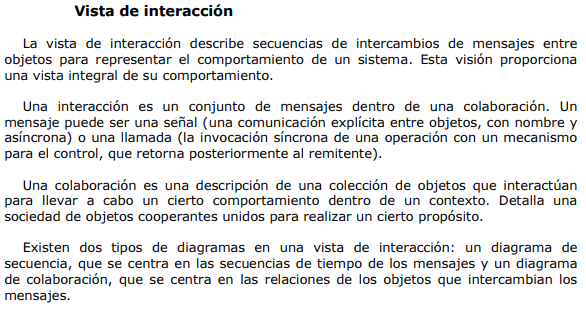 Vista de interacción
La vista de interacción describe secuencias de intercambios de mensajes entre
objetos para representar el comportamiento de un sistema. Esta visión proporciona
una vista integral de su comportamiento.
Una interacción es un conjunto de mensajes dentro de una colaboración. Un
mensaje puede ser una señal (una comunicación explícita entre objetos, con nombre y
asíncrona) o una llamada (la invocación síncrona de una operación con un mecanismo
para el control, que retorna posteriormente al remitente).
Una colaboración es una descripción de una colección de objetos que interactúan
para llevar a cabo un cierto comportamiento dentro de un contexto. Detalla una
sociedad de objetos cooperantes unidos para realizar un cierto propósito.
Existen dos tipos de diagramas en una vista de interacción: un diagrama de
secuencia, que se centra en las secuencias de tiempo de los mensajes y un diagrama
de colaboración, que se centra en las relaciones de los objetos que intercambian los
mensajes.